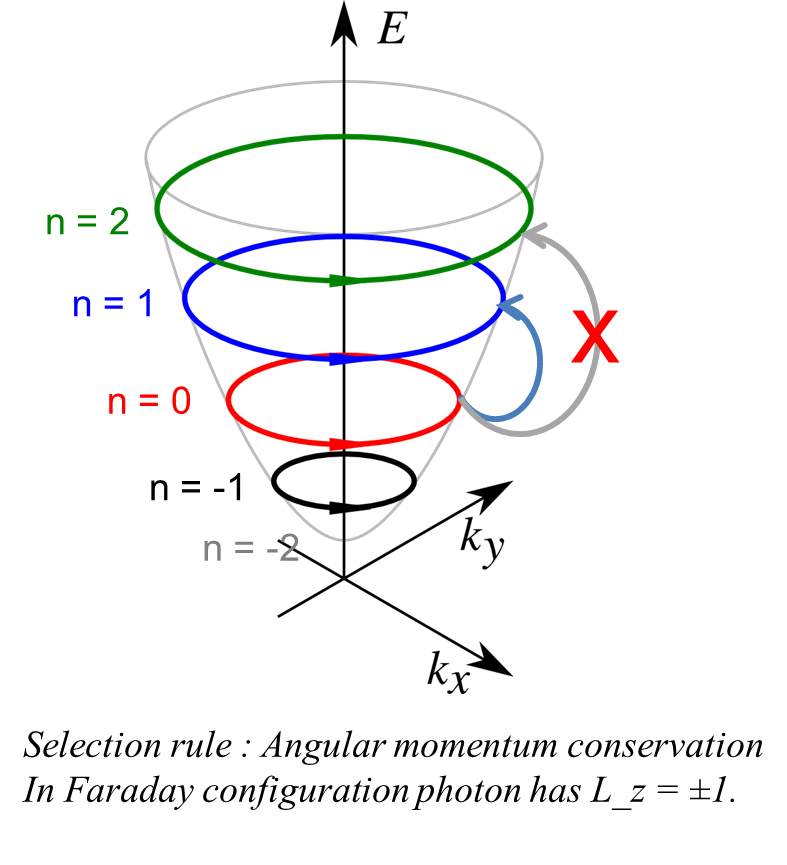 E
n = 2
n = 1
X
n = 0
n = -1
n = -2
ky
kx
Selection rule : Angular momentum conservation
In Faraday configuration photon has L_z = ±1.